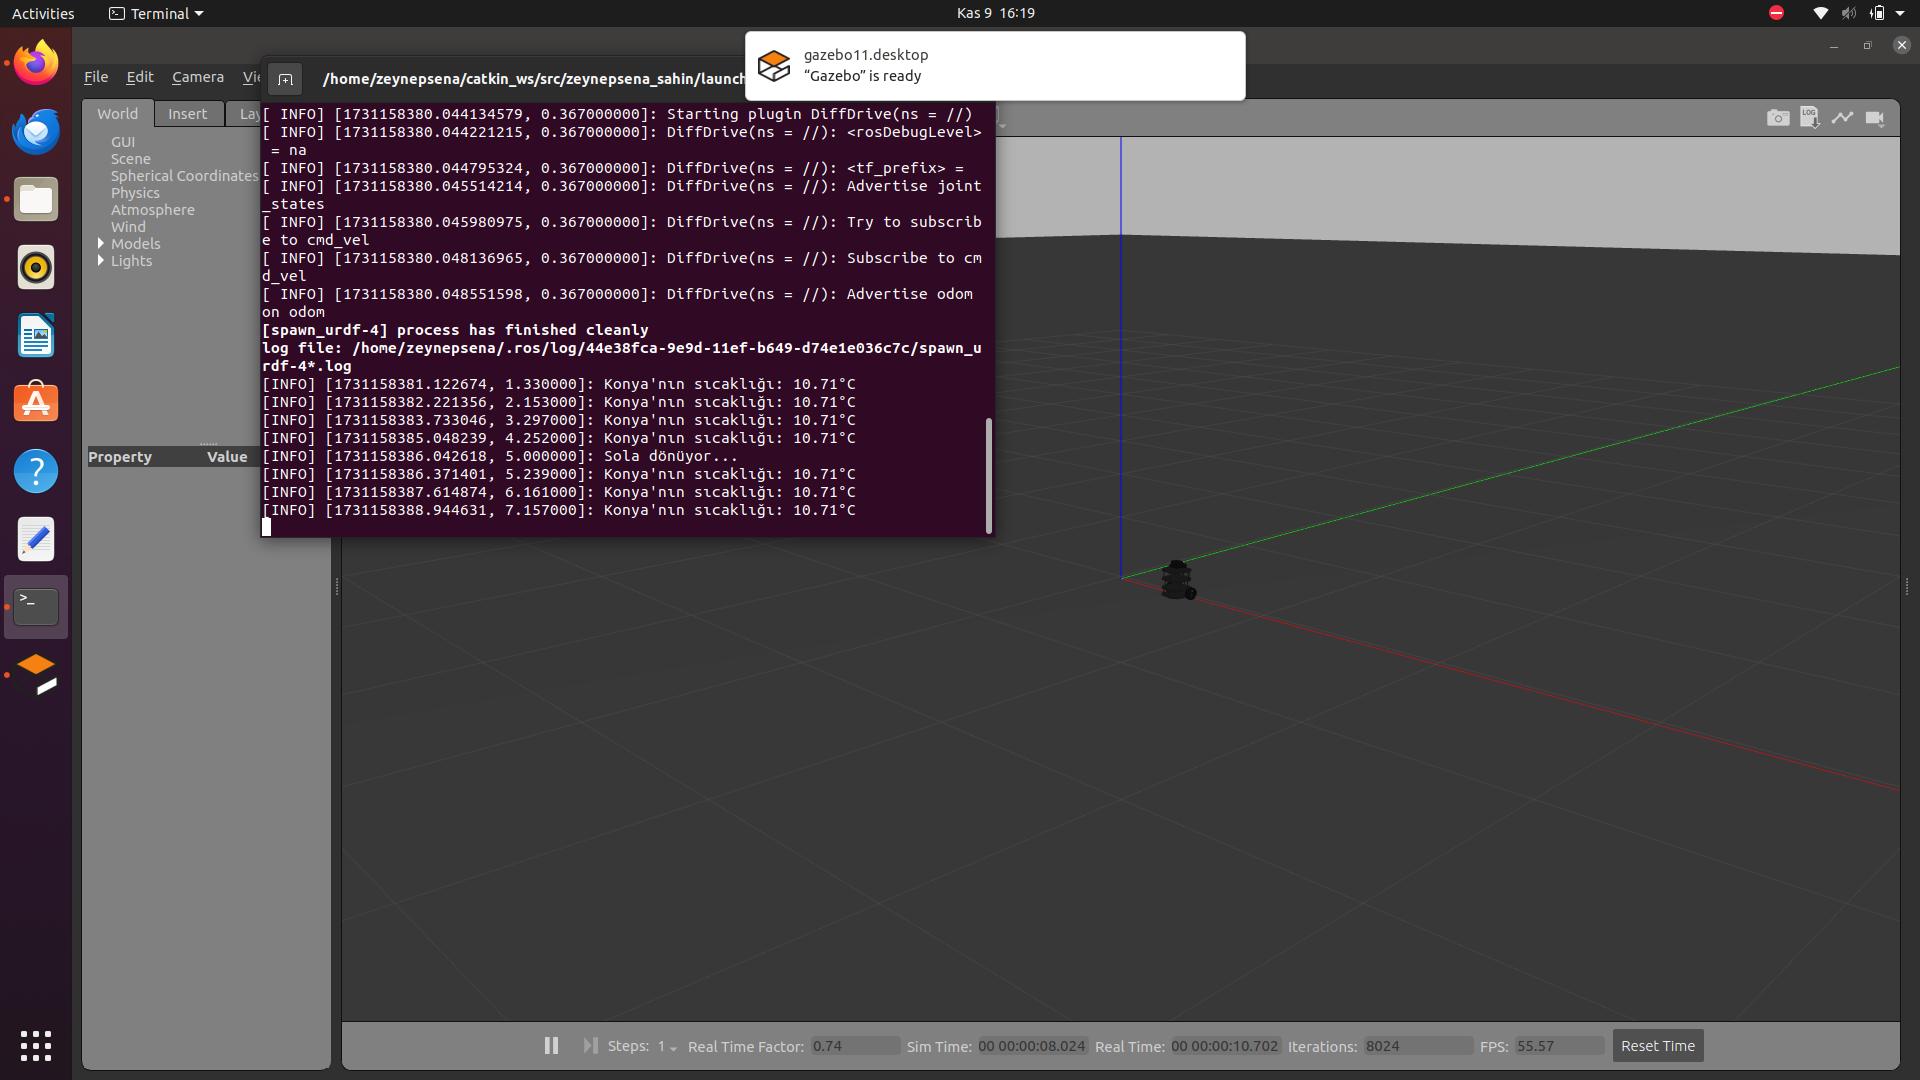 Activities
Terminal
Kas 9 16:19
gazebo11.desktop
“Gazebo” is ready
File Edit Camera
World Insert
GUI
Scene
Spherical Coordinates
Physics
Atmosphere
Wind
Models
Lights
Property Value
/home/zeynepsena/catkin_ws/src/zeynepsena_sahin/launch
[ INFO] [1731158380.044134579, 0.367000000]: Starting plugin DiffDrive(ns = //)
[ INFO] [1731158380.044221215, 0.367000000]: DiffDrive(ns = //): <rosDebugLevel>
= na
[ INFO] [1731158380.044795324, 0.367000000]: DiffDrive(ns = //): <tf_prefix> =
[ INFO] [1731158380.045514214, 0.367000000]: DiffDrive(ns = //): Advertise joint
_states
[ INFO] [1731158380.045980975, 0.367000000]: DiffDrive(ns = //): Try to subscrib
e to cmd_vel
[ INFO] [1731158380.048136965, 0.367000000]: DiffDrive(ns = //): Subscribe to cm
d_vel
[ INFO] [1731158380.048551598, 0.367000000]: DiffDrive(ns = //): Advertise odom
on odom
[spawn_urdf-4] process has finished cleanly
log file: /home/zeynepsena/.ros/log/44e38fca-9e9d-11ef-b649-d74e1e036c7c/spawn_u
rdf-4*.log
[INFO] [1731158381.122674, 1.330000]: Konya'nın sıcaklığı: 10.71°C
[INFO] [1731158382.221356, 2.153000]: Konya'nın sıcaklığı: 10.71°C
[INFO] [1731158383.733046, 3.297000]: Konya'nın sıcaklığı: 10.71°C
[INFO] [1731158385.048239, 4.252000]: Konya'nın sıcaklığı: 10.71°C
[INFO] [1731158386.042618, 5.000000]: Sola dönüyor...
[INFO] [1731158386.371401, 5.239000]: Konya'nın sıcaklığı: 10.71°C
[INFO] [1731158387.614874, 6.161000]: Konya'nın sıcaklığı: 10.71°C
[INFO] [1731158388.944631, 7.157000]: Konya'nın sıcaklığı: 10.71°C
LOG
Steps: 1 Real Time Factor: 0.74 Sim Time: 00 00:00:08.024 Real Time: 00 00:00:10.702 Iterations: 8024 FPS: 55.57 Reset Time